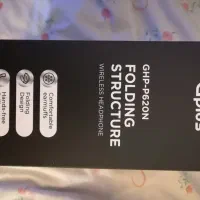 GHP-P620N
FOLDING
STRUCTURE
WIRELESS HEADPHONE
Comfortable
earmuffs
Folding
Design
Hands-free